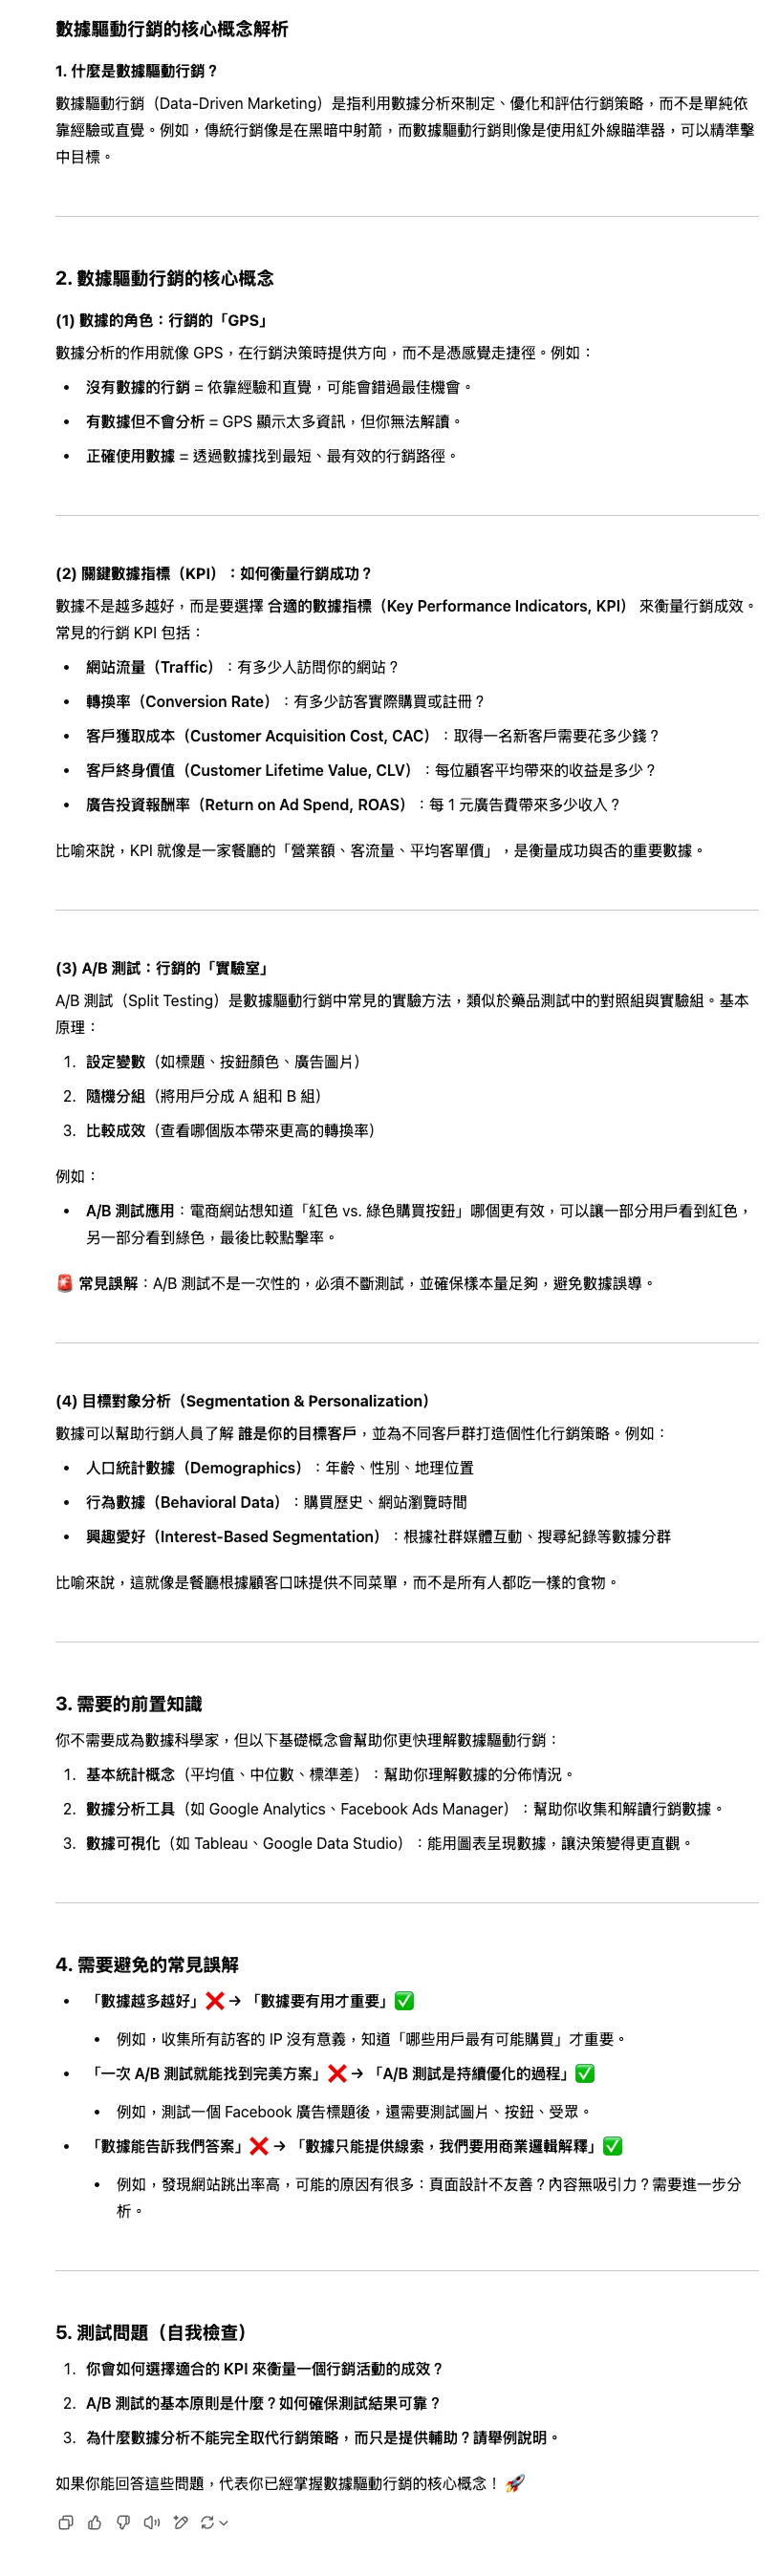 數據驅動行銷的核心概念解析
1. 什麼是數據驅動行銷？
數據驅動行銷（Data-Driven Marketing）是指利用數據分析來制定、優化和評估行銷策略，而不是單純依
靠經驗或直覺。例如，傳統行銷像是在黑暗中射箭，而數據驅動行銷則像是使用紅外線瞄準器，可以精準擊
中目標。
2. 數據驅動行銷的核心概念
(1) 數據的角色：行銷的「GPS」
數據分析的作用就像 GPS，在行銷決策時提供方向，而不是憑感覺走捷徑。例如：
• 沒有數據的行銷 = 依靠經驗和直覺，可能會錯過最佳機會。
• 有數據但不會分析 = GPS 顯示太多資訊，但你無法解讀。
• 正確使用數據 = 透過數據找到最短、最有效的行銷路徑。
(2) 關鍵數據指標（KPI）：如何衡量行銷成功？
數據不是越多越好，而是要選擇 合適的數據指標（Key Performance Indicators, KPI） 來衡量行銷成效。
常見的行銷 KPI 包括：
• 網站流量（Traffic）：有多少人訪問你的網站？
• 轉換率（Conversion Rate）：有多少訪客實際購買或註冊？
• 客戶獲取成本（Customer Acquisition Cost, CAC）：取得一名新客戶需要花多少錢？
• 客戶終身價值（Customer Lifetime Value, CLV）：每位顧客平均帶來的收益是多少？
• 廣告投資報酬率（Return on Ad Spend, ROAS）：每 1 元廣告費帶來多少收入？
比喻來說，KPI 就像是一家餐廳的「營業額、客流量、平均客單價」，是衡量成功與否的重要數據。
(3) A/B 測試：行銷的「實驗室」
A/B 測試（Split Testing）是數據驅動行銷中常見的實驗方法，類似於藥品測試中的對照組與實驗組。基本
原理：
1. 設定變數（如標題、按鈕顏色、廣告圖片）
2. 隨機分組（將用戶分成 A 組和 B 組）
3. 比較成效（查看哪個版本帶來更高的轉換率）
例如：
• A/B 測試應用：電商網站想知道「紅色 vs. 綠色購買按鈕」哪個更有效，可以讓一部分用戶看到紅色，
另一部分看到綠色，最後比較點擊率。
🚨 常見誤解：A/B 測試不是一次性的，必須不斷測試，並確保樣本量足夠，避免數據誤導。
(4) 目標對象分析（Segmentation & Personalization）
數據可以幫助行銷人員了解 誰是你的目標客戶，並為不同客戶群打造個性化行銷策略。例如：
• 人口統計數據（Demographics）：年齡、性別、地理位置
• 行為數據（Behavioral Data）：購買歷史、網站瀏覽時間
• 興趣愛好（Interest-Based Segmentation）：根據社群媒體互動、搜尋紀錄等數據分群
比喻來說，這就像是餐廳根據顧客口味提供不同菜單，而不是所有人都吃一樣的食物。
3. 需要的前置知識
你不需要成為數據科學家，但以下基礎概念會幫助你更快理解數據驅動行銷：
1. 基本統計概念（平均值、中位數、標準差）：幫助你理解數據的分佈情況。
2. 數據分析工具（如 Google Analytics、Facebook Ads Manager）：幫助你收集和解讀行銷數據。
3. 數據可視化（如 Tableau、Google Data Studio）：能用圖表呈現數據，讓決策變得更直觀。
4. 需要避免的常見誤解
• 「數據越多越好」❌ → 「數據要有用才重要」✅
• 例如，收集所有訪客的 IP 沒有意義，知道「哪些用戶最有可能購買」才重要。
• 「一次 A/B 測試就能找到完美方案」❌ → 「A/B 測試是持續優化的過程」✅
• 例如，測試一個 Facebook 廣告標題後，還需要測試圖片、按鈕、受眾。
• 「數據能告訴我們答案」❌ → 「數據只能提供線索，我們要用商業邏輯解釋」✅
• 例如，發現網站跳出率高，可能的原因有很多：頁面設計不友善？內容無吸引力？需要進一步分
析。
5. 測試問題（自我檢查）
1. 你會如何選擇適合的 KPI 來衡量一個行銷活動的成效？
2. A/B 測試的基本原則是什麼？如何確保測試結果可靠？
3. 為什麼數據分析不能完全取代行銷策略，而只是提供輔助？請舉例說明。
如果你能回答這些問題，代表你已經掌握數據驅動行銷的核心概念！🚀